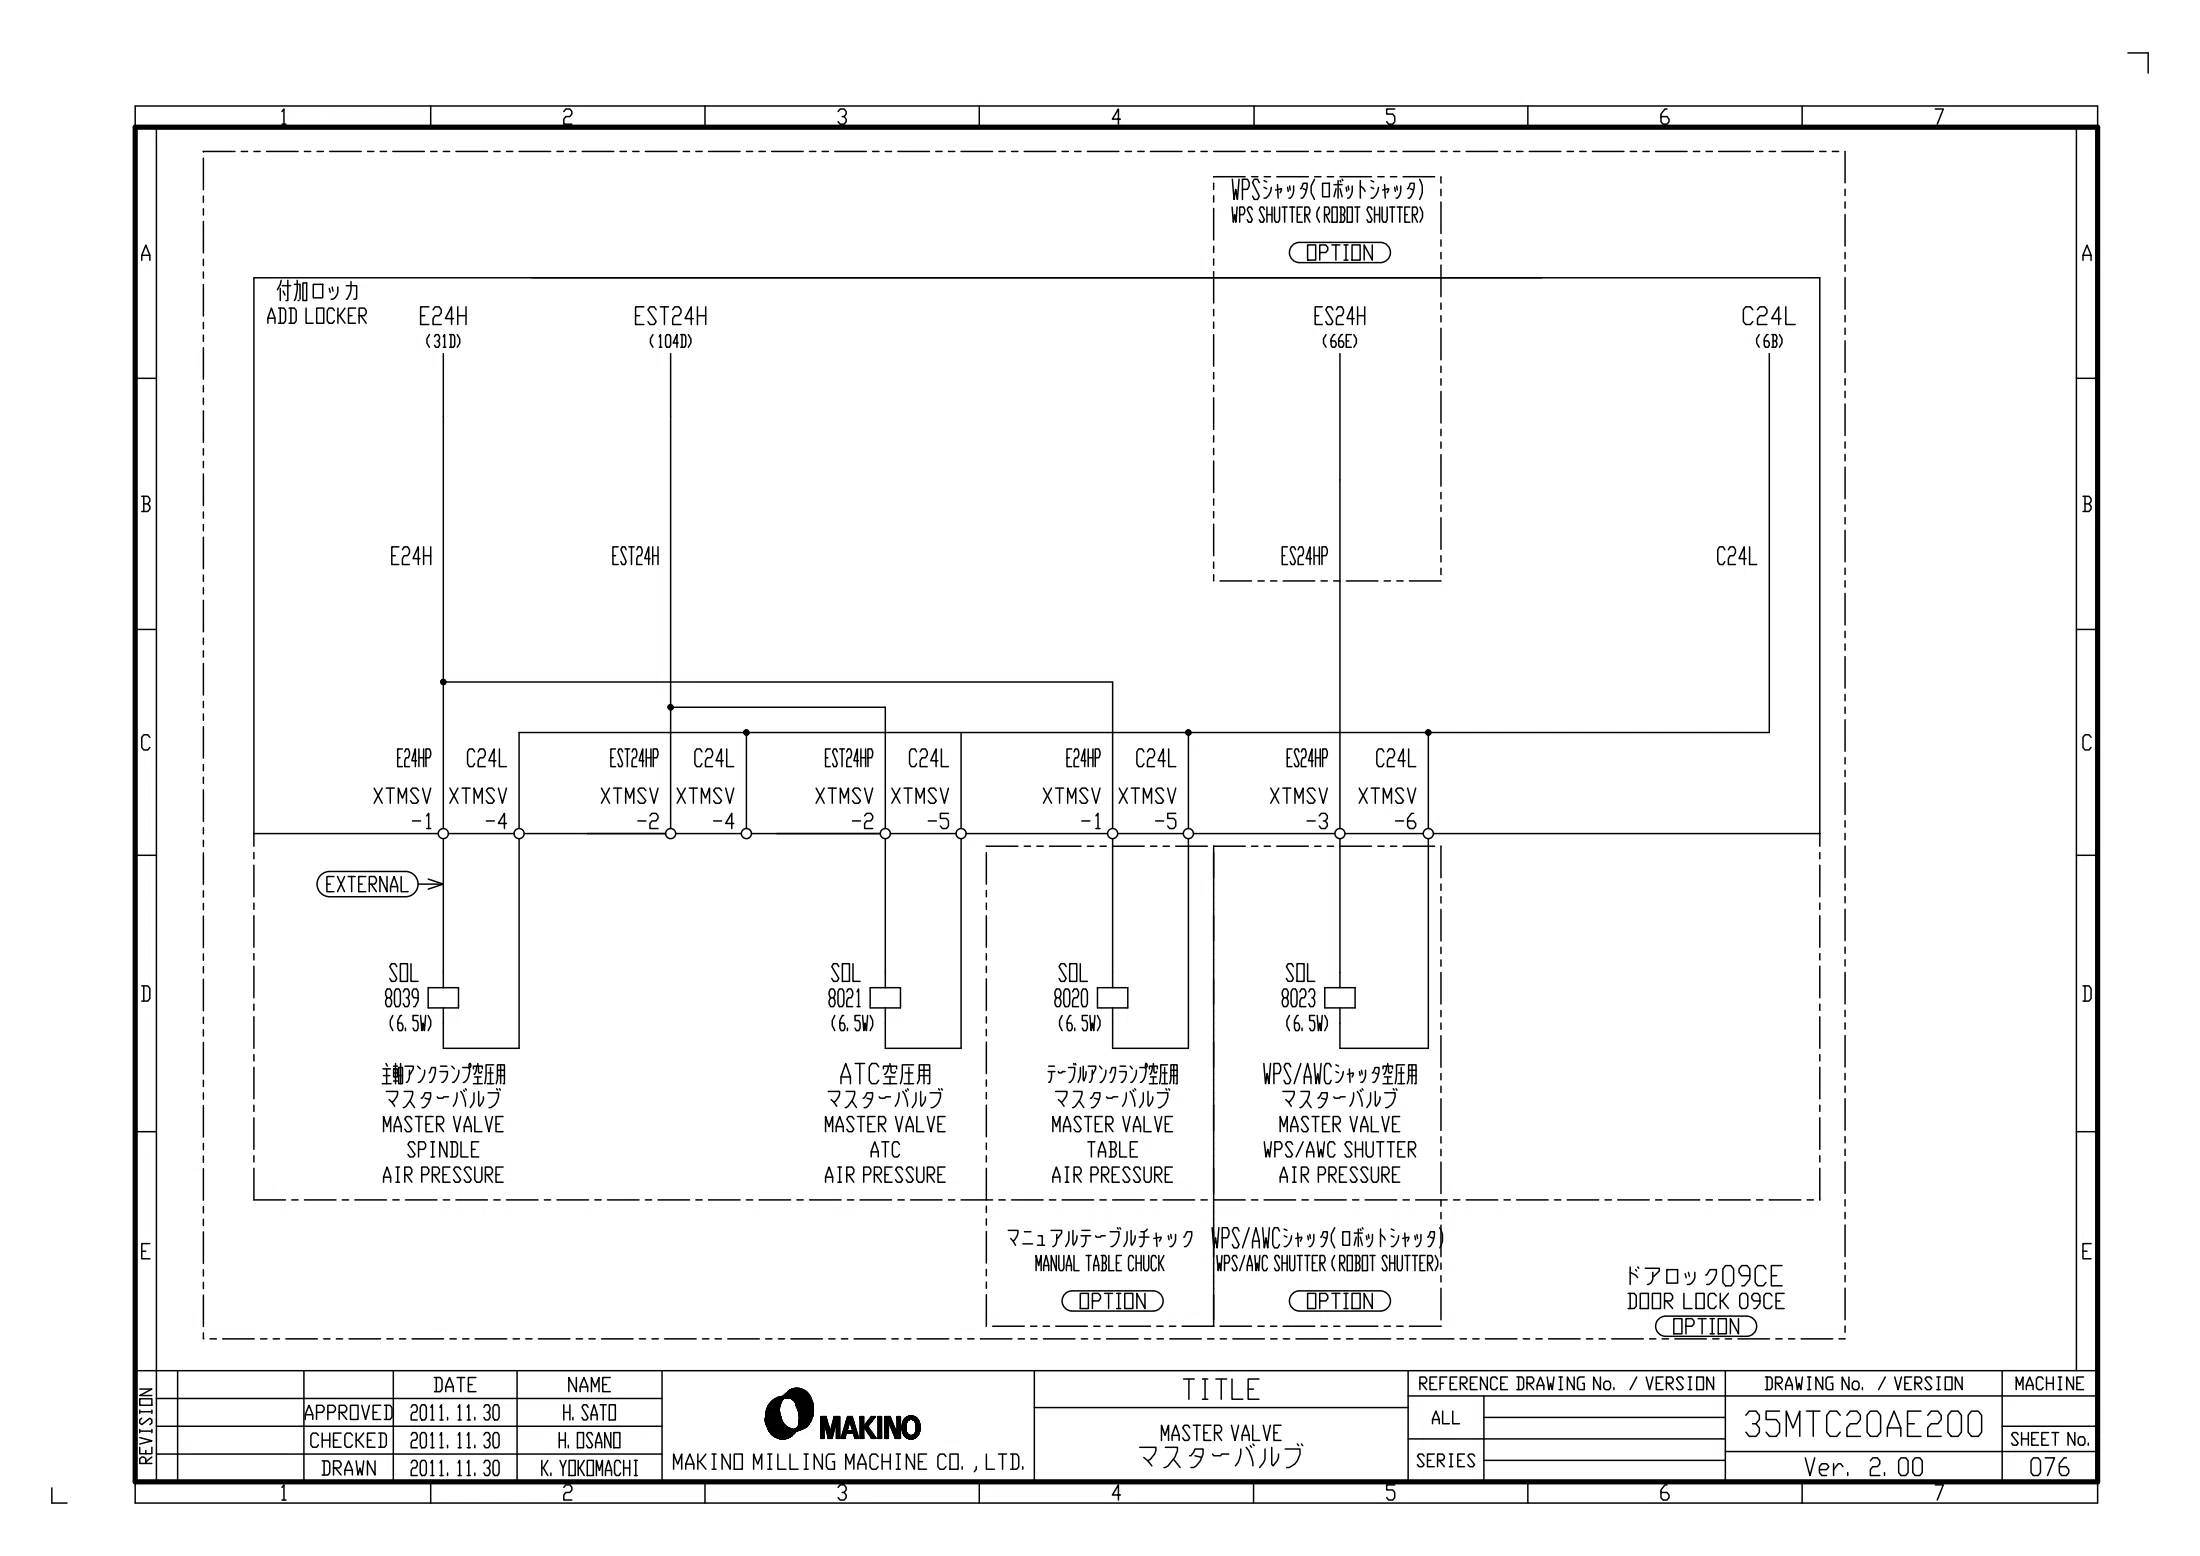 1 2 3 4 5 6 7
A A
B B
C C
D D
E E
WPSシャッタ(ロボットシャッタ)
WPS SHUTTER (ROBOT SHUTTER)
OPTION
付加ロッカ
ADD LOCKER
E24H
(31D)
EST24H
(104D)
ES24H
(66E)
C24L
(6B)
E24H
EST24H
ES24HP
C24L
E24HP C24L EST24HP C24L EST24HP C24L E24HP C24L ES24HP C24L
XTMSV XTMSV XTMSV XTMSV XTMSV XTMSV XTMSV XTMSV XTMSV XTMSV
-1 -4 -2 -4 -2 -5 -1 -5 -3 -6
EXTERNAL
SOL
8039
(6.5W)
主軸アンクランプ空圧用
マスターバルブ
MASTER VALVE
SPINDLE
AIR PRESSURE
SOL
8021
(6.5W)
ATC空圧用
マスターバルブ
MASTER VALVE
ATC
AIR PRESSURE
SOL
8020
(6.5W)
テーブルアンクランプ空圧用
マスターバルブ
MASTER VALVE
TABLE
AIR PRESSURE
SOL
8023
(6.5W)
WPS/AWCシャッタ空圧用
マスターバルブ
MASTER VALVE
WPS/AWC SHUTTER
AIR PRESSURE
マニュアルテーブルチャック
MANUAL TABLE CHUCK
OPTION
WPS/AWCシャッタ(ロボットシャッタ)
WPS/AWC SHUTTER (ROBOT SHUTTER)
OPTION
ドアロック09CE
DOOR LOCK 09CE
OPTION
REVISION
DATE NAME
APPROVED 2011.11.30 H. SATO
CHECKED 2011.11.30 H. OSANO
DRAWN 2011.11.30 K. YOKOMACHI
MAKINO
MAKINO MILLING MACHINE CO.,LTD.
TITLE
MASTER VALVE
マスターバルブ
REFERENCE DRAWING No. / VERSION
ALL
SERIES
DRAWING No. / VERSION
35MTC20AE200
Ver. 2.00
MACHINE
SHEET No.
076
1 2 3 4 5 6 7